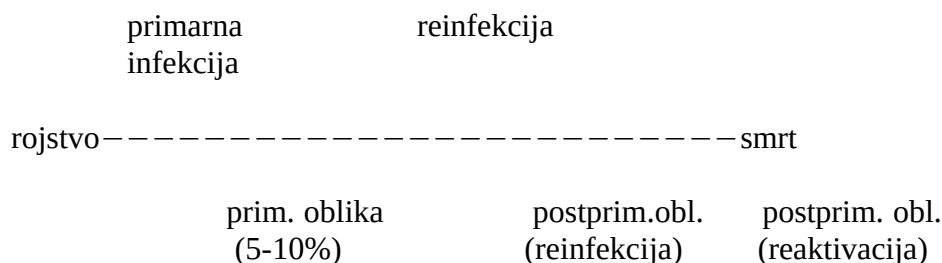 primarna reinfekcija
infekcija
rojstvo – – – – – – – – – – – – – – – – – – – – – – – – – smrt
prim. oblika postprim.obl. postprim. obl.
(5-10%) (reinfekcija) (reaktivacija)